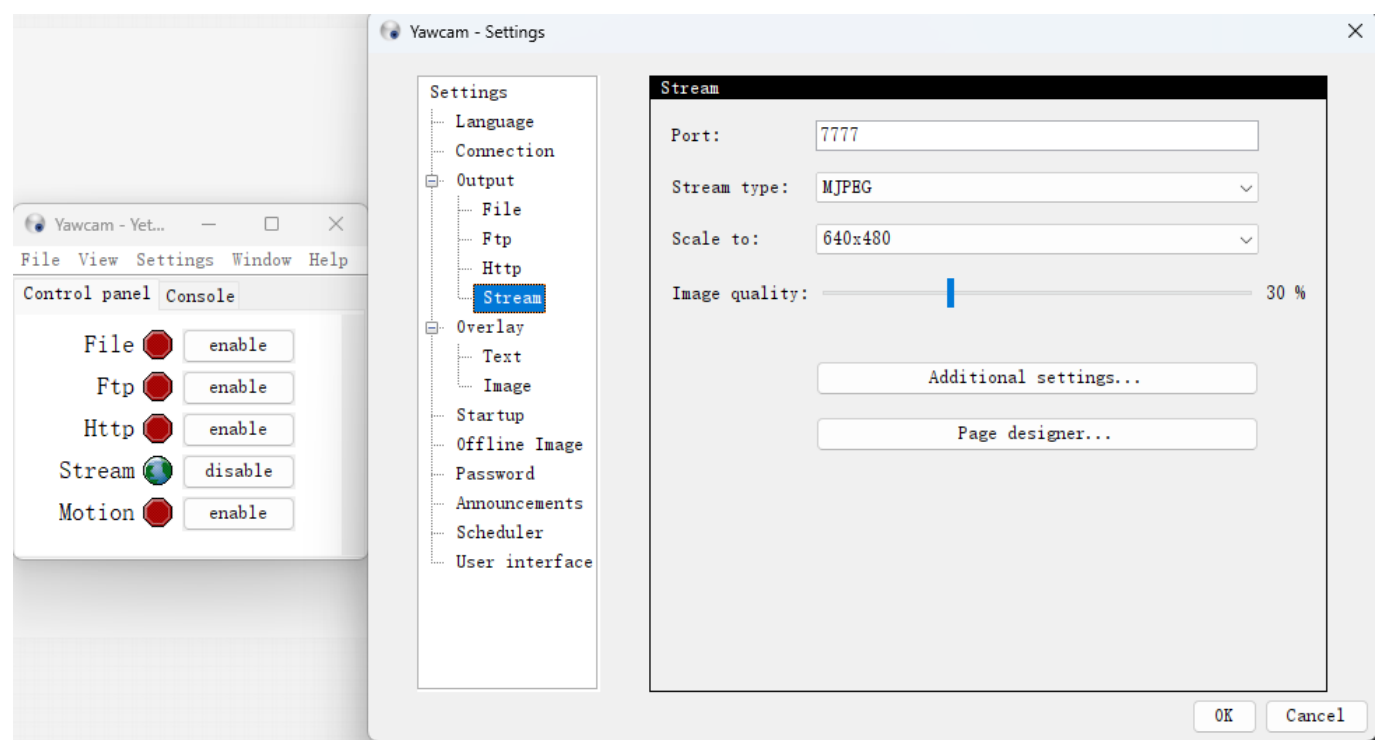 Yawcam - Yet...
File View Settings Window Help
Control panel Console
File enable
Ftp enable
Http enable
Stream disable
Motion enable
Yawcam - Settings
Settings
Language
Connection
Output
File
Ftp
Http
Stream
Overlay
Text
Image
Startup
Offline Image
Password
Announcements
Scheduler
User interface
Stream
Port: 7777
Stream type: MJPEG
Scale to: 640x480
Image quality: 30 %
Additional settings...
Page designer...
OK Cancel